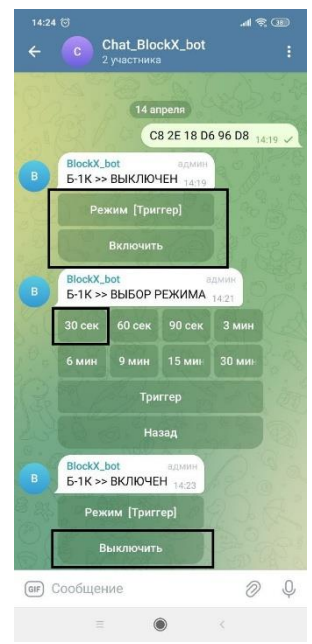 14:24
38
C
Chat_BlockX_bot
2 участника
14 апреля
C8 2E 18 D6 96 D8 14:19
BlockX_bot админ
B
Б-1К >> ВЫКЛЮЧЕН 14:19
Режим [Триггер]
Включить
BlockX_bot админ
B
Б-1К >> ВЫБОР РЕЖИМА 14:21
30 сек 60 сек 90 сек 3 мин
6 мин 9 мин 15 мин 30 мин
Триггер
Назад
BlockX_bot админ
B
Б-1К >> ВКЛЮЧЕН 14:23
Режим [Триггер]
Выключить
GIF Сообщение